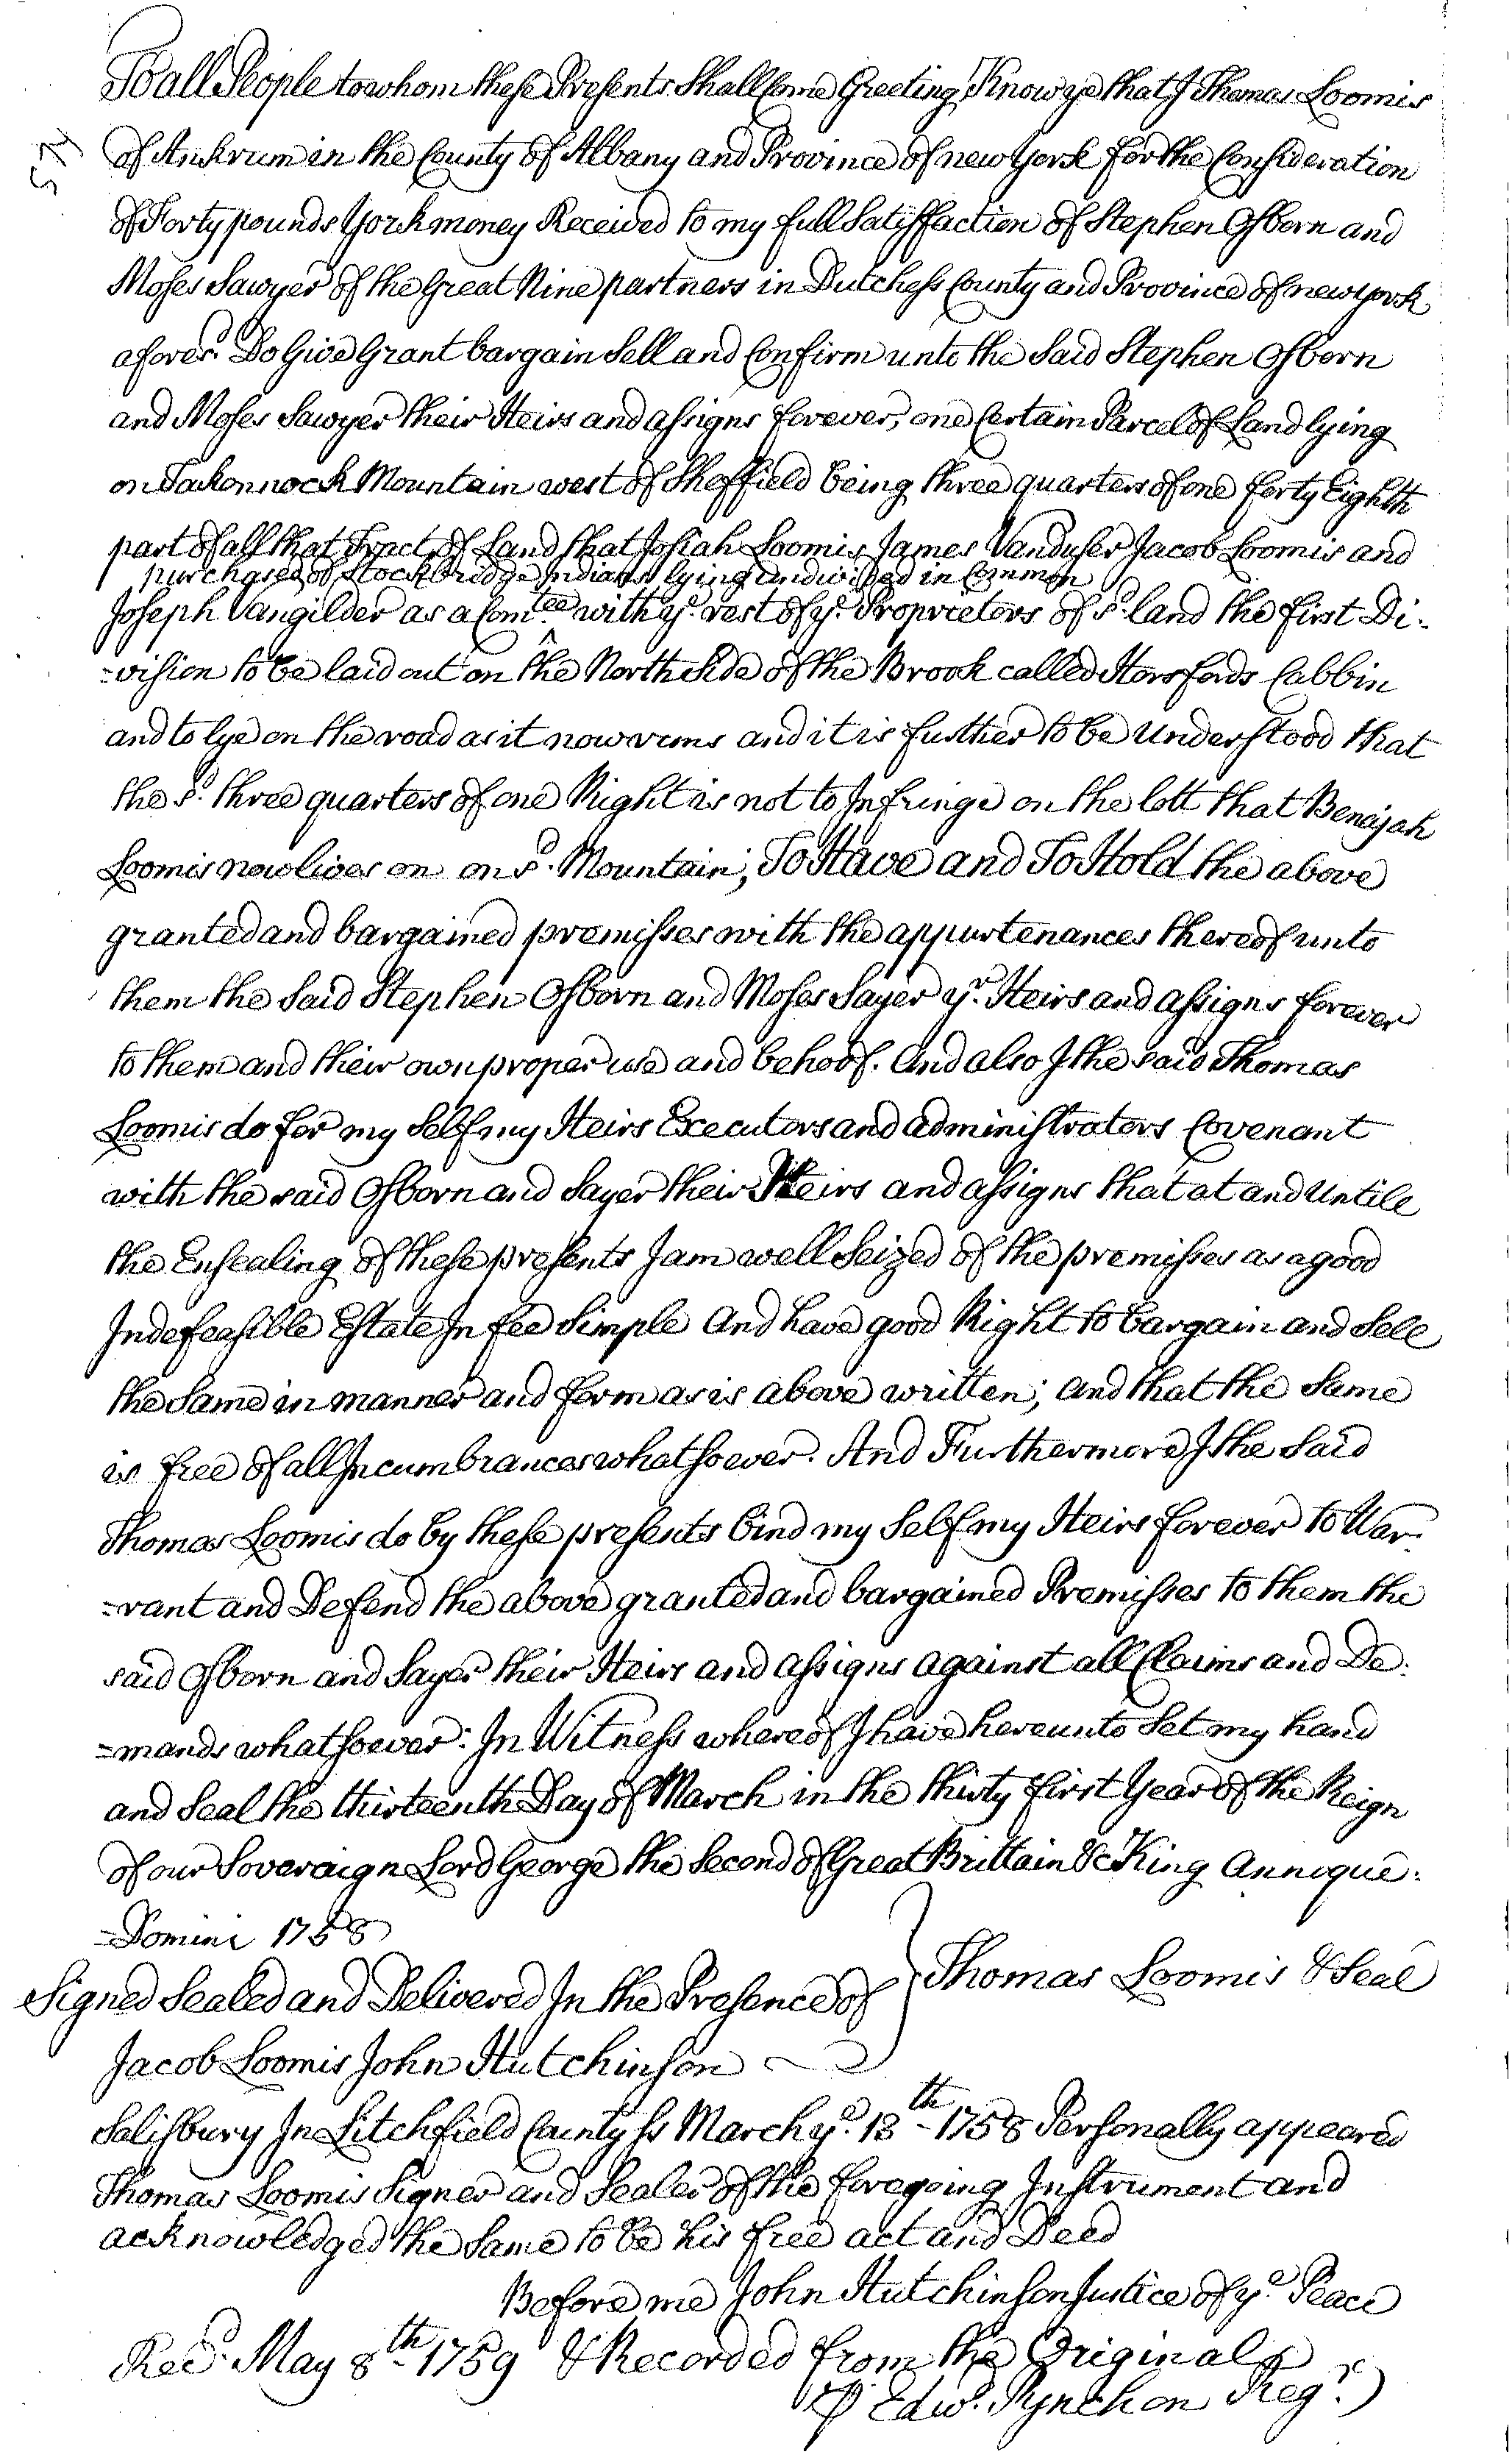 To all People to whom these Presents Shall Come Greeting Know ye that I Thomas Loomis
574
of Ankrum in the County of Albany and Province of new York for the Consideration
of Forty pounds York money Received to my full Satisfaction of Stephen Osborn and
Moses Sawyer of the Great Nine partners in Dutchess County and Province of new york
afores.d Do Give Grant bargain Sell and Confirm unto the Said Stephen Osborn
and Moses Sawyer their Heirs and assigns forever, one Certain Parcel of Land lying
on Takonnock Mountain west of Sheffield being three quarters of one forty Eighth
part of all that Tract of Land that Josiah Loomis James Vanduser Jacob Loomis and
purchased of Stockbridge Indians lying undivided in Common
Joseph Vangilder as a Com.tee ^ with y.e rest of y.e Proprietors of s.d land the first Di-
-vision to be laid out on the North Side of the Brook called Horsfords Cabbin
and to lye on the road as it now runs and it is further to be Understood that
the s.d three quarters of one Right is not to Infringe on the lott that Benajah
Loomis now lives on on s.d Mountain; To Have and To Hold the above
granted and bargained premisses with the appurtenances thereof unto
them the Said Stephen Osborn and Moses Sayer y.r Heirs and assigns forever
to them and their own proper use and behoof. And also I the said Thomas
Loomis do for my Self my Heirs Executors and administrators Covenant
with the said Osborn and Sayer their Heirs and assigns that at and Untill
the Ensealing of these presents I am well Seized of the premisses as a good
Indefeasible Estate In fee Simple And have good Right to bargain and Sell
the Same in manner and form as is above written; and that the Same
is free of all Incumbrances whatsoever. And Furthermore I the Said
Thomas Loomis do by these presents bind my Self my Heirs forever to War-
-rant and Defend the above granted and bargained Premisses to them the
said Osborn and Sayer their Heirs and assigns against all Claims and De-
-mands whatsoever: In Witness whereof I have hereunto Set my hand
and Seal the thirteenth Day of March in the thirty first Year of the Reign
of our Soveraign Lord George the Second of Great Brittain &c King Annoque:
-Domini 1758
Signed Sealed and Delivered In the Presence of } Thomas Loomis & Seal
Jacob Loomis John Hutchinson
Salisbury In Litchfield County Ss March y.e 13th 1758 Personally appeared
Thomas Loomis Signer and Sealer of the foregoing Instrument and
acknowledged the Same to be his free act and Deed
Before me John Hutchinson Justice of y.e Peace
Rec.d May 8th 1759 & Recorded from the Original
P Edw.d Pynchon Reg.r